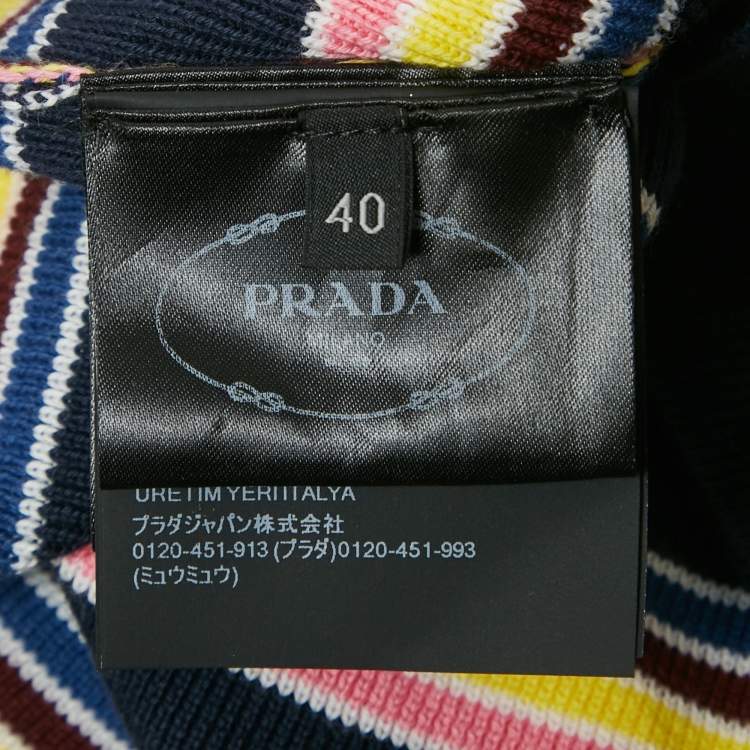 40
PRADA
MILANO
URETIM YERI ITALYA
プラダジャパン株式会社
0120-451-913 (プラダ)0120-451-993
(ミュウミュウ)